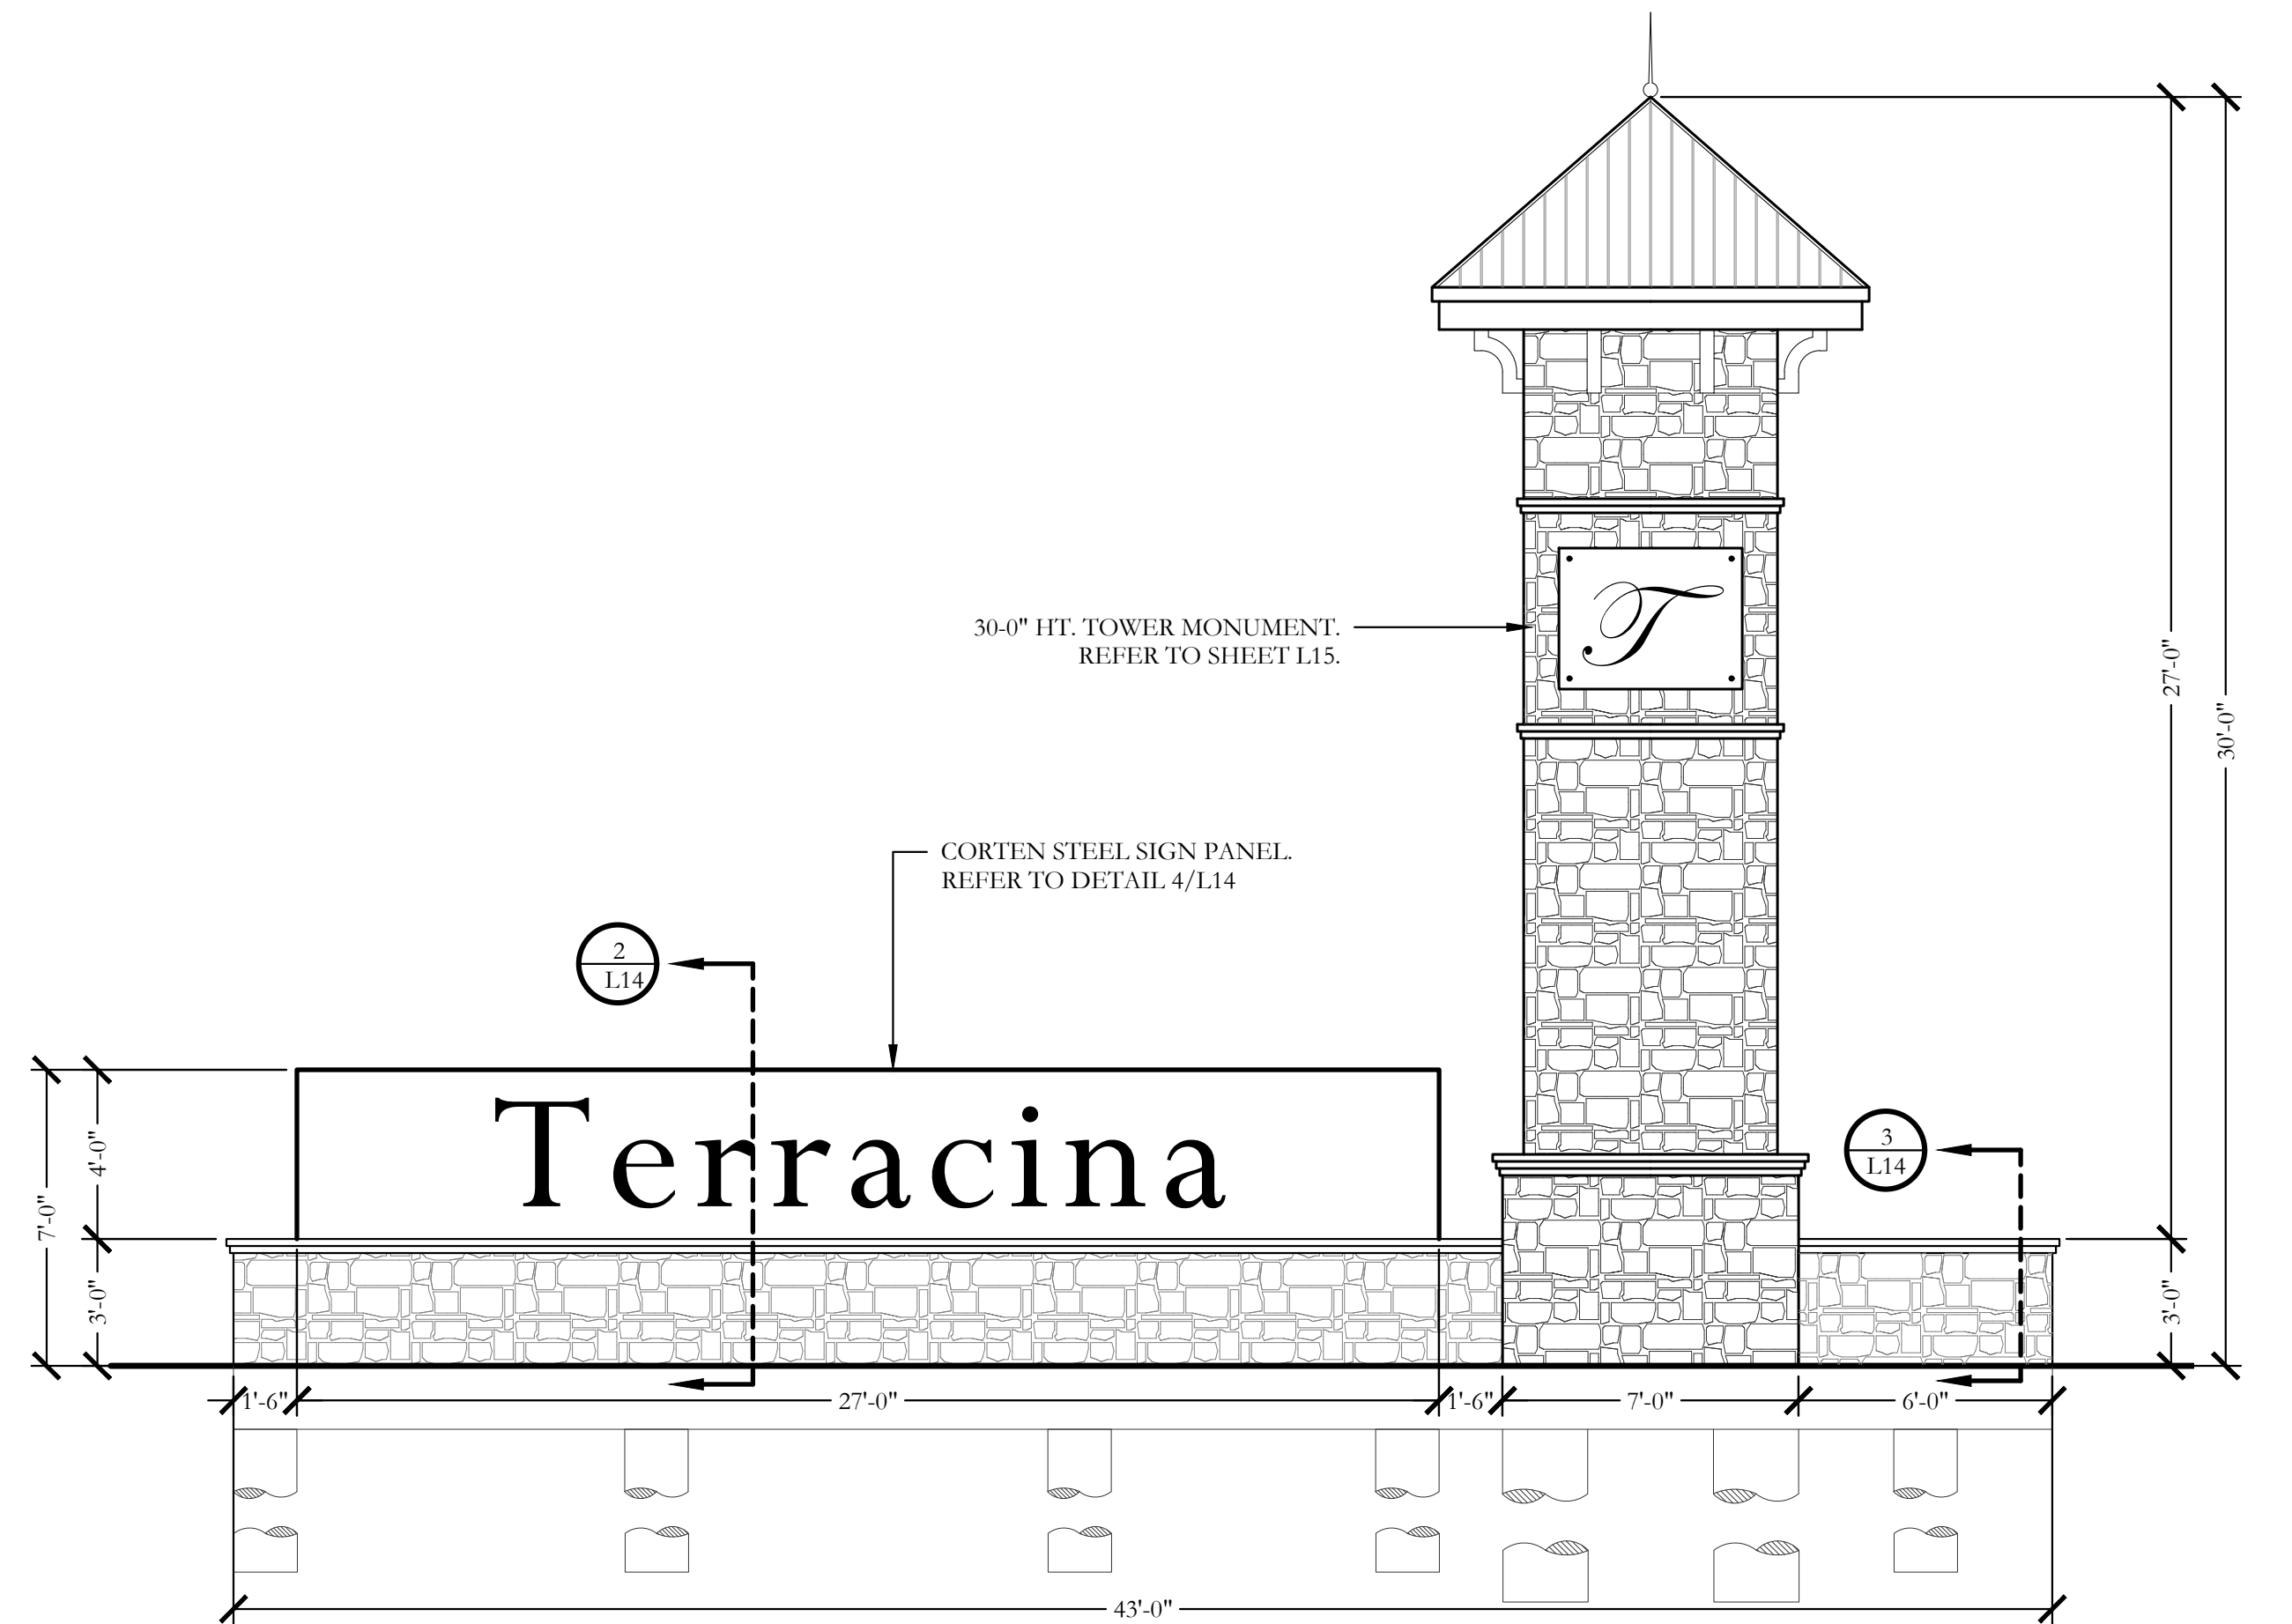 30-0" HT. TOWER MONUMENT.
REFER TO SHEET L15.
T
27'-0"
30'-0"
CORTEN STEEL SIGN PANEL.
REFER TO DETAIL 4/L14
2
L14
Terracina
3
L14
4'-0"
7'-0"
3'-0"
3'-0"
1'-6"
27'-0"
1'-6"
7'-0"
6'-0"
43'-0"